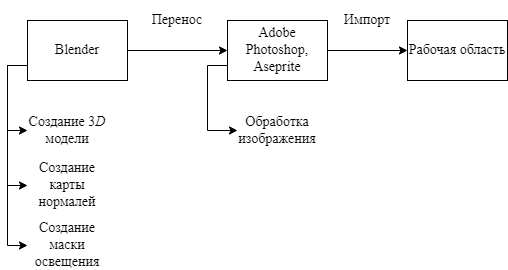 Перенос
Импорт
Blender
Adobe
Photoshop,
Aseprite
Рабочая область
Создание 3D
модели
Обработка
изображения
Создание
карты
нормалей
Создание
маски
освещения